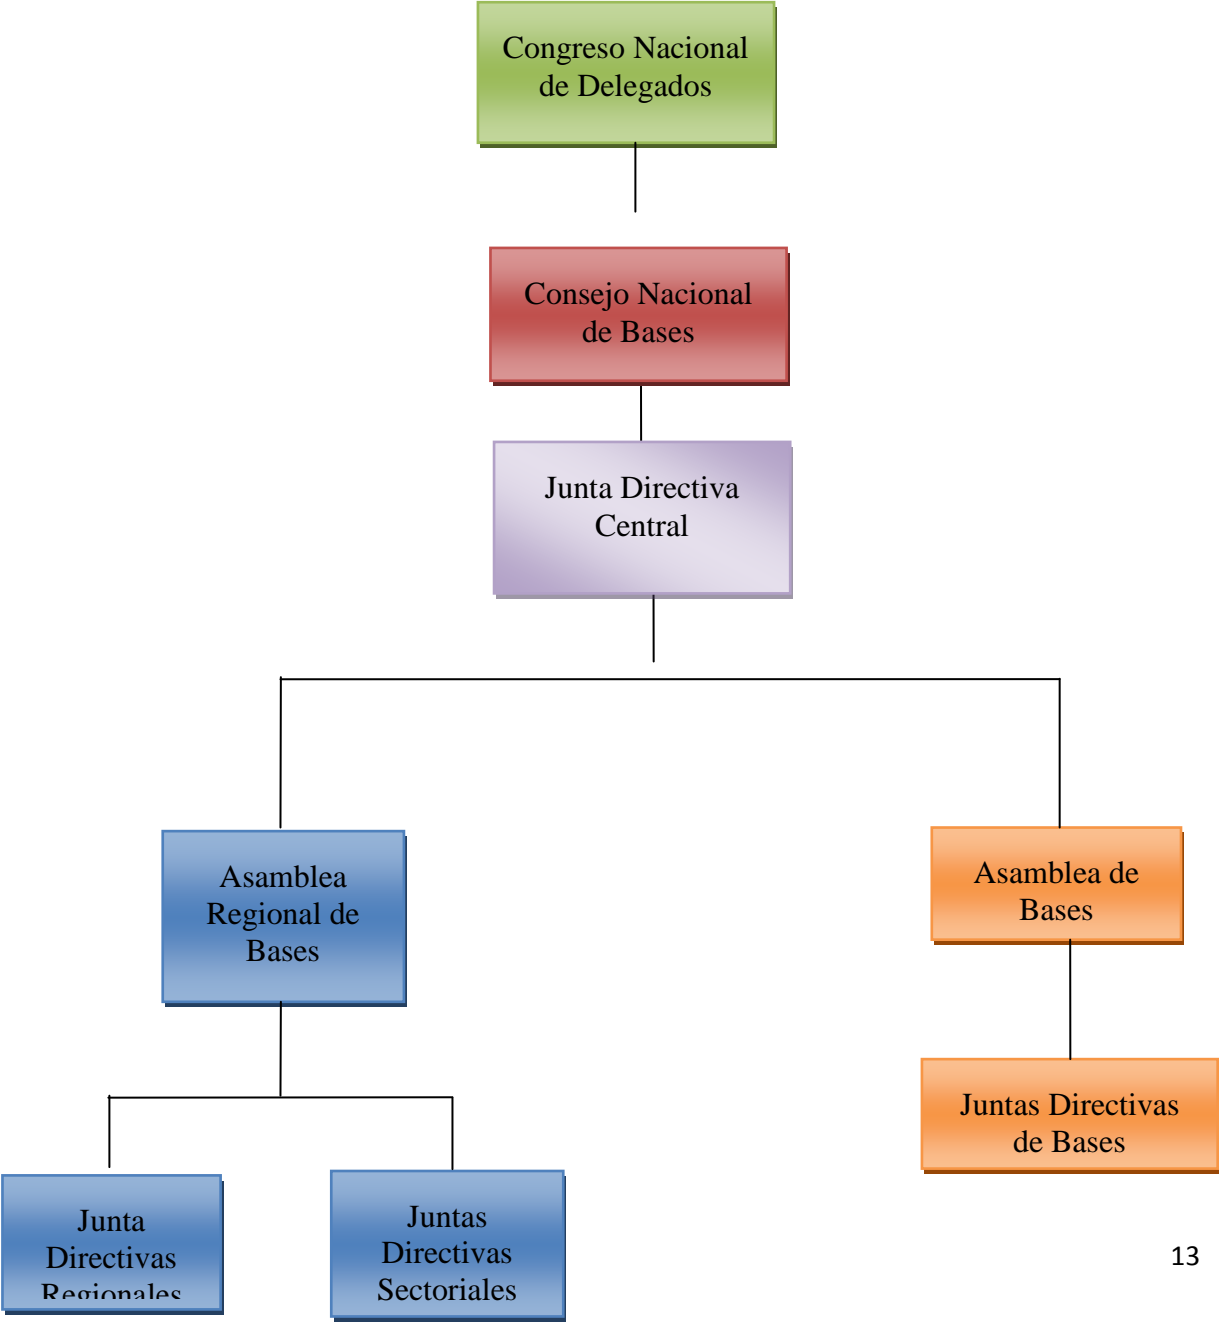 Congreso Nacional
de Delegados
Consejo Nacional
de Bases
Junta Directiva
Central
Asamblea
Regional de
Bases
Asamblea de
Bases
Juntas Directivas
de Bases
Junta
Directivas
Regionales
Juntas
Directivas
Sectoriales
13